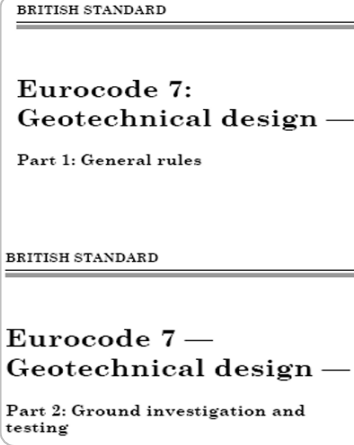 BRITISH STANDARD
Eurocode 7:
Geotechnical design —
Part 1: General rules
BRITISH STANDARD
Eurocode 7 —
Geotechnical design —
Part 2: Ground investigation and
testing